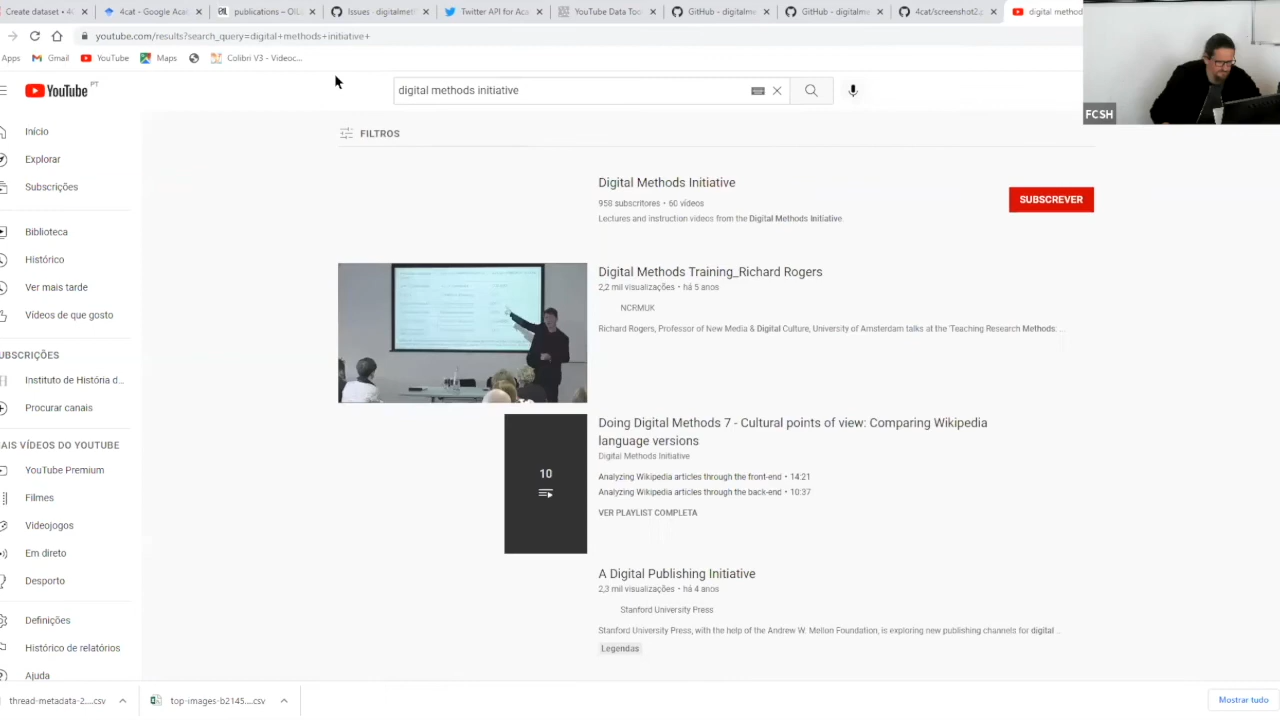 Create dataset - 4
4cat - Google Aca
publications – OILa
Issues · digitalmet
Twitter API for Aca
YouTube Data Too
GitHub - digitalme
GitHub - digitalme
4cat/screenshot2.p
digital method
youtube.com/results?search_query=digital+methods+initiative+
Apps
Gmail
YouTube
Maps
Colibri V3 - Videoc...
YouTube PT
digital methods initiative
FCSH
Início
Explorar
Subscrições
Biblioteca
Histórico
Ver mais tarde
Vídeos de que gosto
UBSCRIÇÕES
Instituto de História d...
Procurar canais
AIS VÍDEOS DO YOUTUBE
YouTube Premium
Filmes
Videojogos
Em direto
Desporto
Definições
Histórico de relatórios
Ajuda
FILTROS
Digital Methods Initiative
958 subscritores • 60 vídeos
Lectures and instruction videos from the Digital Methods Initiative.
SUBSCREVER
Digital Methods Training_Richard Rogers
2,2 mil visualizações • há 5 anos
NCRMUK
Richard Rogers, Professor of New Media & Digital Culture, University of Amsterdam talks at the 'Teaching Research Methods: ...
10
Doing Digital Methods 7 - Cultural points of view: Comparing Wikipedia
language versions
Digital Methods Initiative
Analyzing Wikipedia articles through the front-end • 14:21
Analyzing Wikipedia articles through the back-end • 10:37
VER PLAYLIST COMPLETA
A Digital Publishing Initiative
2,3 mil visualizações • há 4 anos
Stanford University Press
Stanford University Press, with the help of the Andrew W. Mellon Foundation, is exploring new publishing channels for digital ...
Legendas
thread-metadata-2....csv
top-images-b2145....csv
Mostrar tudo